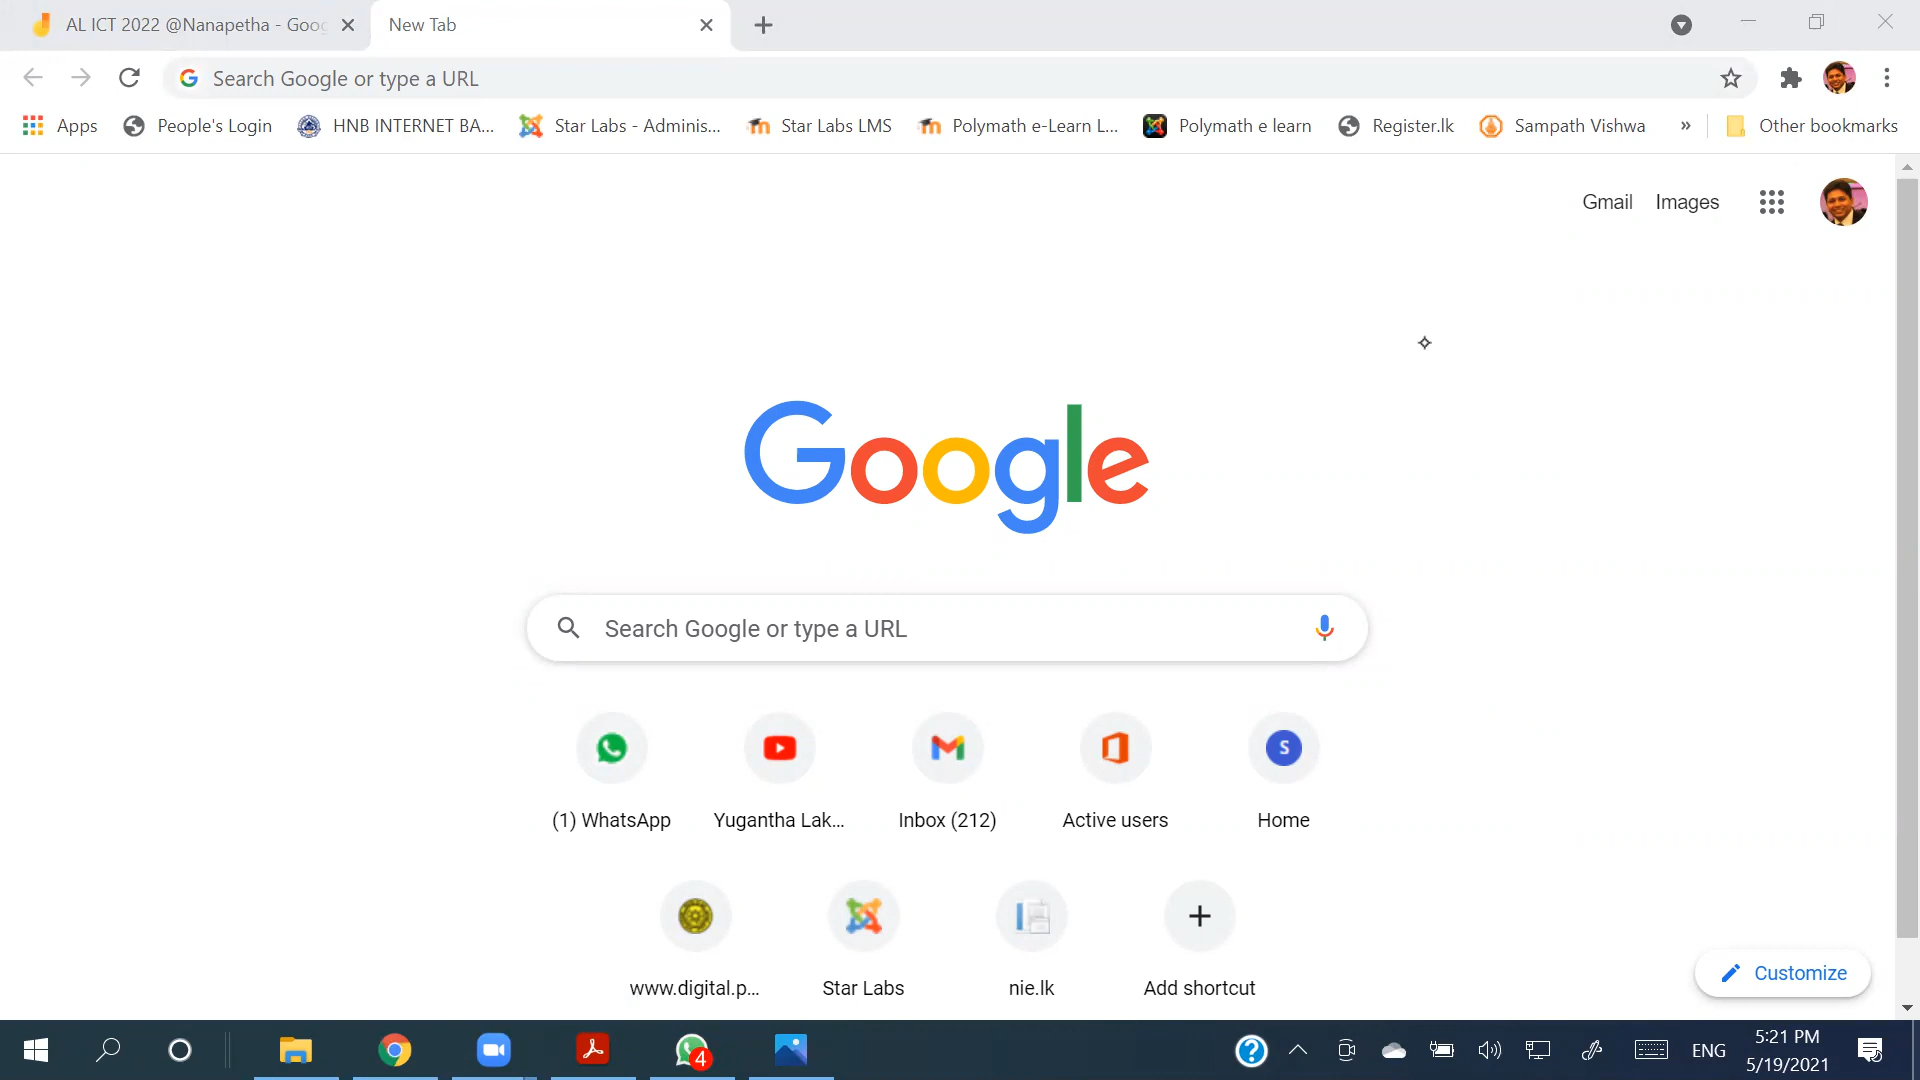 AL ICT 2022 @Nanapetha - Goog
New Tab
Search Google or type a URL
Apps
People's Login
HNB INTERNET BA...
Star Labs - Adminis...
Star Labs LMS
Polymath e-Learn L...
Polymath e learn
Register.lk
Sampath Vishwa
»
Other bookmarks
Gmail
Images
Google
Search Google or type a URL
(1) WhatsApp
Yugantha Lak...
Inbox (212)
Active users
S
Home
www.digital.p...
Star Labs
nie.lk
Add shortcut
Customize
4
ENG
5:21 PM
5/19/2021